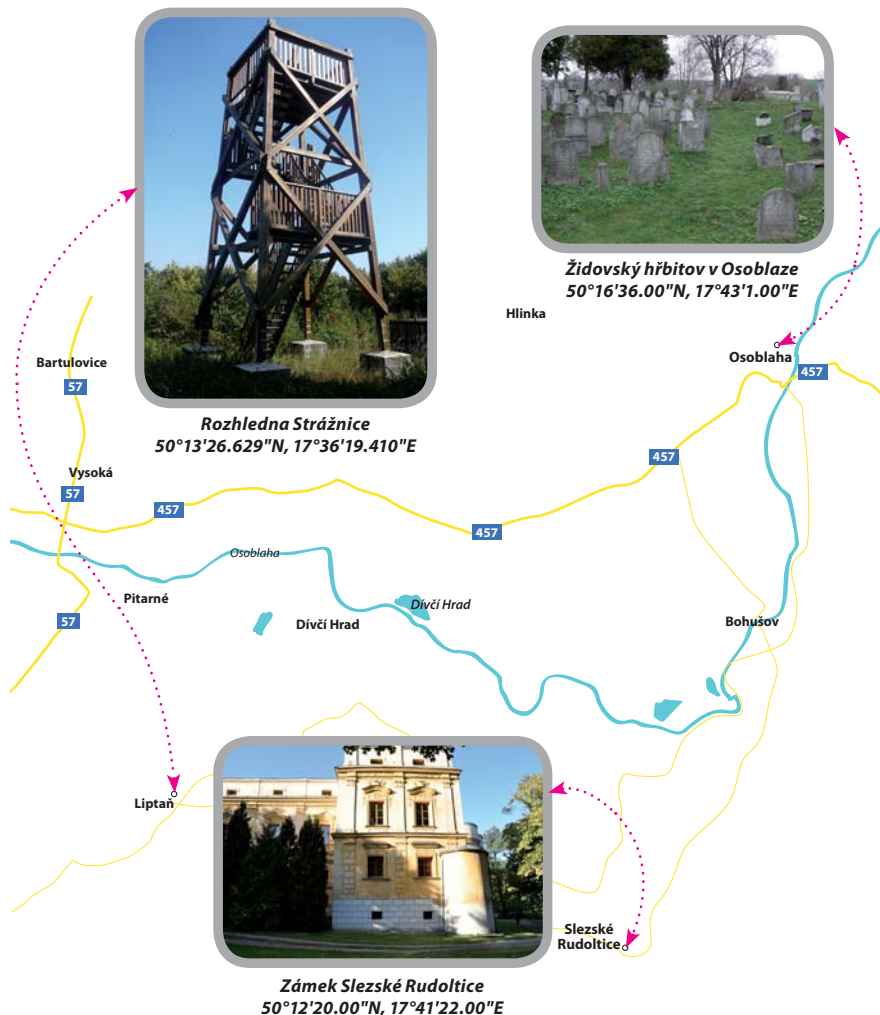 Židovský hřbitov v Osoblaze
50°16'36.00"N, 17°43'1.00"E
Hlinka
Osoblaha
457
Bartulovice
57
Rozhledna Strážnice
50°13'26.629"N, 17°36'19.410"E
457
Vysoká
57
457
457
Osoblaha
Pitarné
57
Dívčí Hrad
Dívčí Hrad
Bohušov
Liptaň
Slezské
Rudoltice
Zámek Slezské Rudoltice
50°12'20.00"N, 17°41'22.00"E